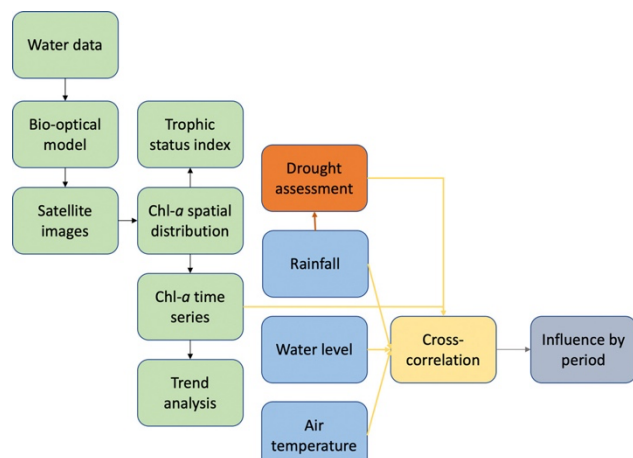 Water data
Bio-optical
model
Satellite
images
Trophic
status index
Chl-a spatial
distribution
Chl-a time
series
Trend
analysis
Drought
assessment
Rainfall
Water level
Air
temperature
Cross-
correlation
Influence by
period